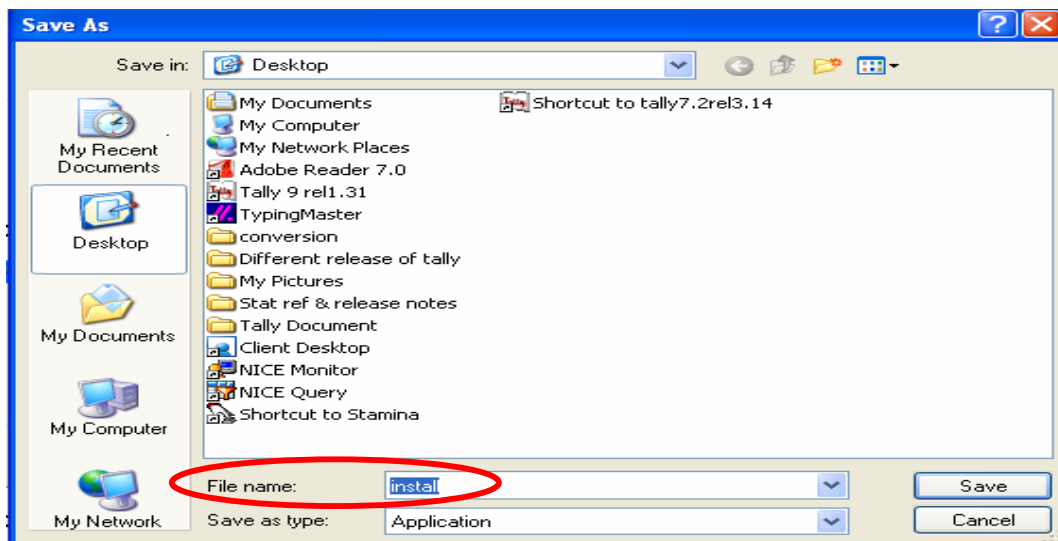 Save As
Save in: Desktop
My Recent
Documents
Desktop
My Documents
My Computer
My Network
My Documents
My Computer
My Network Places
Adobe Reader 7.0
Tally 9 rel1.31
TypingMaster
conversion
Different release of tally
My Pictures
Stat ref & release notes
Tally Document
Client Desktop
NICE Monitor
NICE Query
Shortcut to Stamina
Shortcut to tally7.2rel3.14
File name: install
Save
Save as type: Application
Cancel